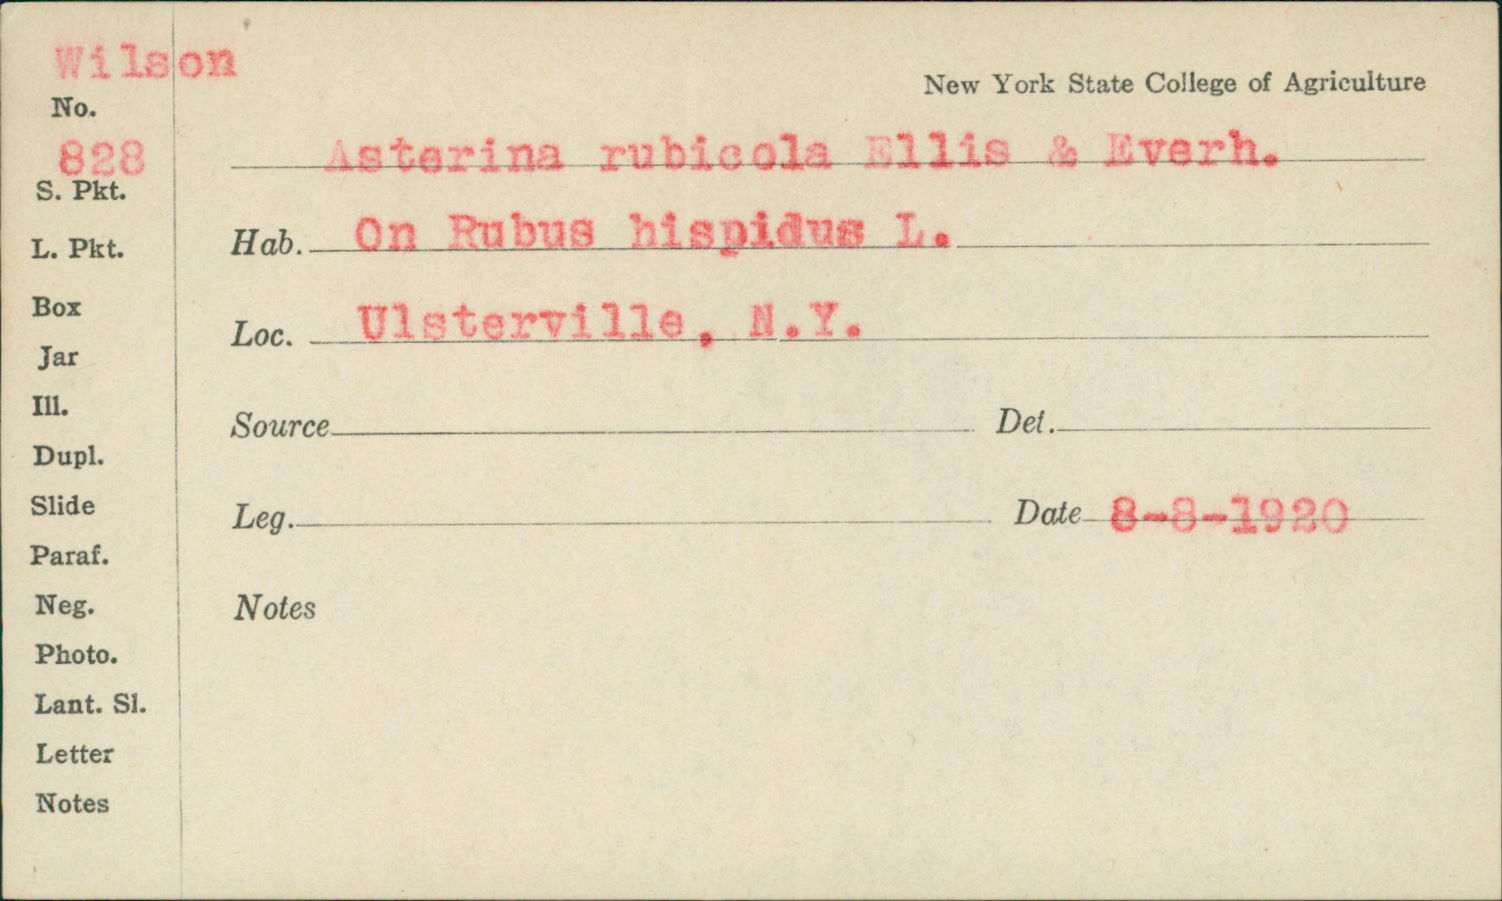 Wilson
No.
828
S. Pkt.
L. Pkt.
Box
Jar
Ill.
Dupl.
Slide
Paraf.
Neg.
Photo.
Lant. Sl.
Letter
Notes
New York State College of Agriculture
Asterina rubicola Ellis & Everh.
Hab. On Rubus hispidus L.
Loc. Ulsterville, N.Y.
Source Det.
Leg. Date 8-8-1920
Notes